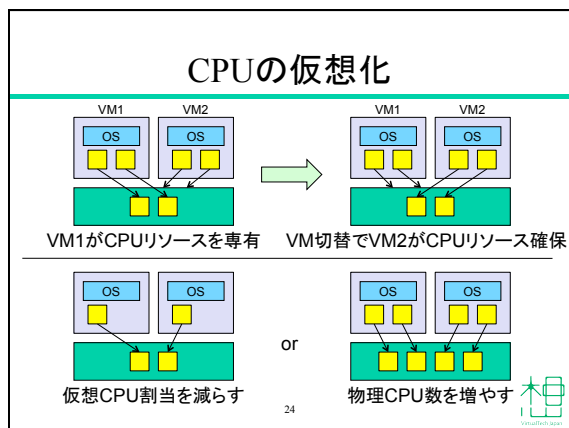 CPUの仮想化
VM1 VM2
OS OS
VM1 VM2
OS OS
VM1がCPUリソースを専有
VM切替でVM2がCPUリソース確保
OS OS
or
OS OS
仮想CPU割当を減らす
物理CPU数を増やす
24
想
VirtualTech Japan